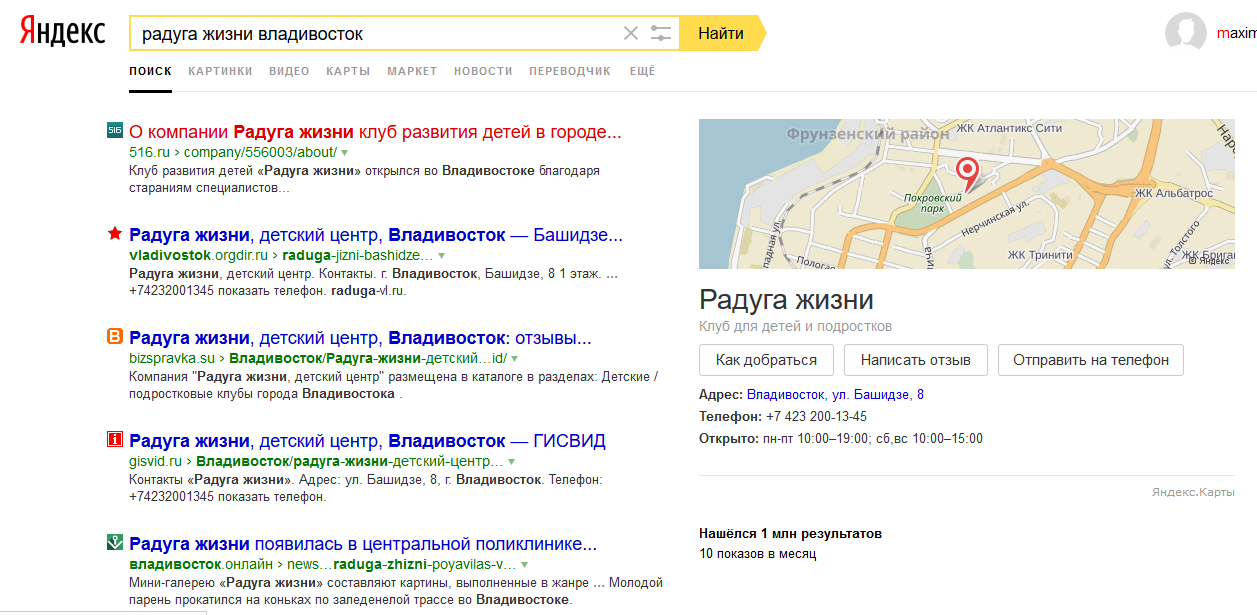 Яндекс
радуга жизни владивосток
Найти
maxim
ПОИСК КАРТИНКИ ВИДЕО КАРТЫ МАРКЕТ НОВОСТИ ПЕРЕВОДЧИК ЕЩЁ
516
О компании Радуга жизни клуб развития детей в городе...
516.ru › company/556003/about/
Клуб развития детей «Радуга жизни» открылся во Владивостоке благодаря
стараниям специалистов...
Радуга жизни, детский центр, Владивосток — Башидзе...
vladivostok.orgdir.ru › raduga-jizni-bashidze...
Радуга жизни, детский центр. Контакты. г. Владивосток, Башидзе, 8 1 этаж. ...
+74232001345 показать телефон. raduga-vl.ru.
Радуга жизни, детский центр, Владивосток: отзывы...
bizspravka.su › Владивосток/Радуга-жизни-детский...id/
Компания "Радуга жизни, детский центр" размещена в каталоге в разделах: Детские /
подростковые клубы города Владивостока .
Радуга жизни, детский центр, Владивосток — ГИСВИД
gisvid.ru › Владивосток/радуга-жизни-детский-центр...
Контакты «Радуга жизни». Адрес: ул. Башидзе, 8, г. Владивосток. Телефон:
+74232001345 показать телефон.
Радуга жизни появилась в центральной поликлинике...
владивосток.онлайн › news...raduga-zhizni-poyavilas-v...
Мини-галерею «Радуга жизни» составляют картины, выполненные в жанре ... Молодой
парень прокатился на коньках по заледенелой трассе во Владивостоке.
Фрунзенский район
ЖК Атлантикс Сити
Наро
Покровский
парк
ЖК Альбатрос
Нерчинская ул.
падная ул.
Полога
ЖК Тринити
ул. Толстого
ЖК Брига
© Яндекс
Радуга жизни
Клуб для детей и подростков
Как добраться
Написать отзыв
Отправить на телефон
Адрес: Владивосток, ул. Башидзе, 8
Телефон: +7 423 200-13-45
Открыто: пн-пт 10:00–19:00; сб,вс 10:00–15:00
Яндекс.Карты
Нашёлся 1 млн результатов
10 показов в месяц